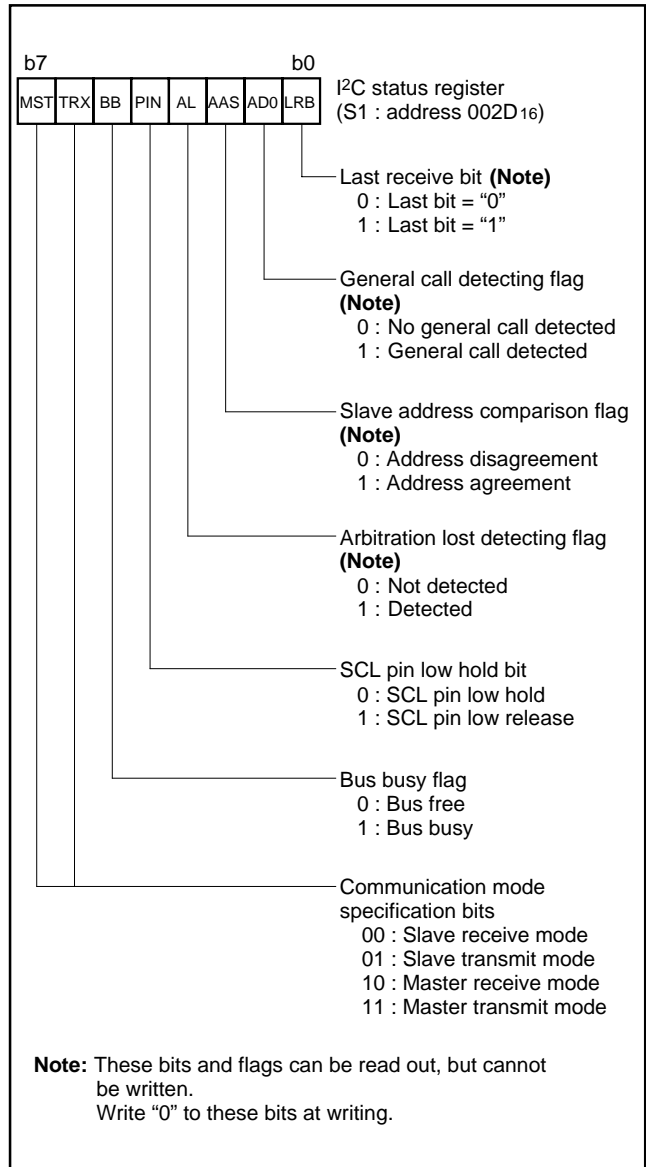 b7 b0
MST TRX BB PIN AL AAS AD0 LRB
I²C status register
(S1 : address 002D₁₆)
Last receive bit (Note)
0 : Last bit = “0”
1 : Last bit = “1”
General call detecting flag
(Note)
0 : No general call detected
1 : General call detected
Slave address comparison flag
(Note)
0 : Address disagreement
1 : Address agreement
Arbitration lost detecting flag
(Note)
0 : Not detected
1 : Detected
SCL pin low hold bit
0 : SCL pin low hold
1 : SCL pin low release
Bus busy flag
0 : Bus free
1 : Bus busy
Communication mode
specification bits
00 : Slave receive mode
01 : Slave transmit mode
10 : Master receive mode
11 : Master transmit mode
Note: These bits and flags can be read out, but cannot
be written.
Write “0” to these bits at writing.